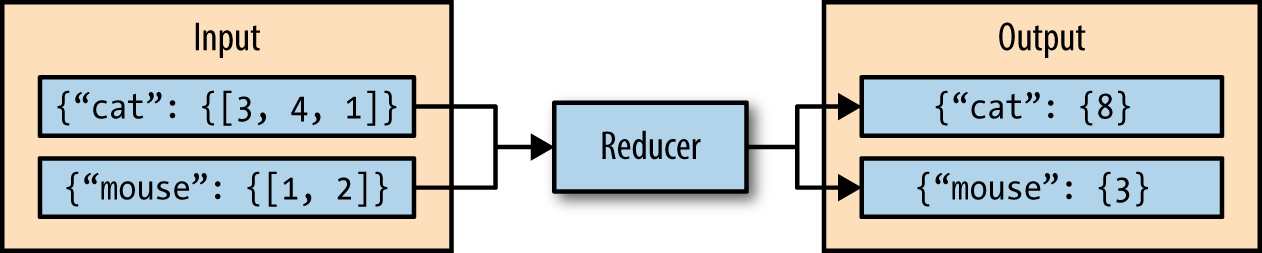 Input
{“cat”: {[3, 4, 1]}
{“mouse”: {[1, 2]}
Reducer
Output
{“cat”: {8}
{“mouse”: {3}